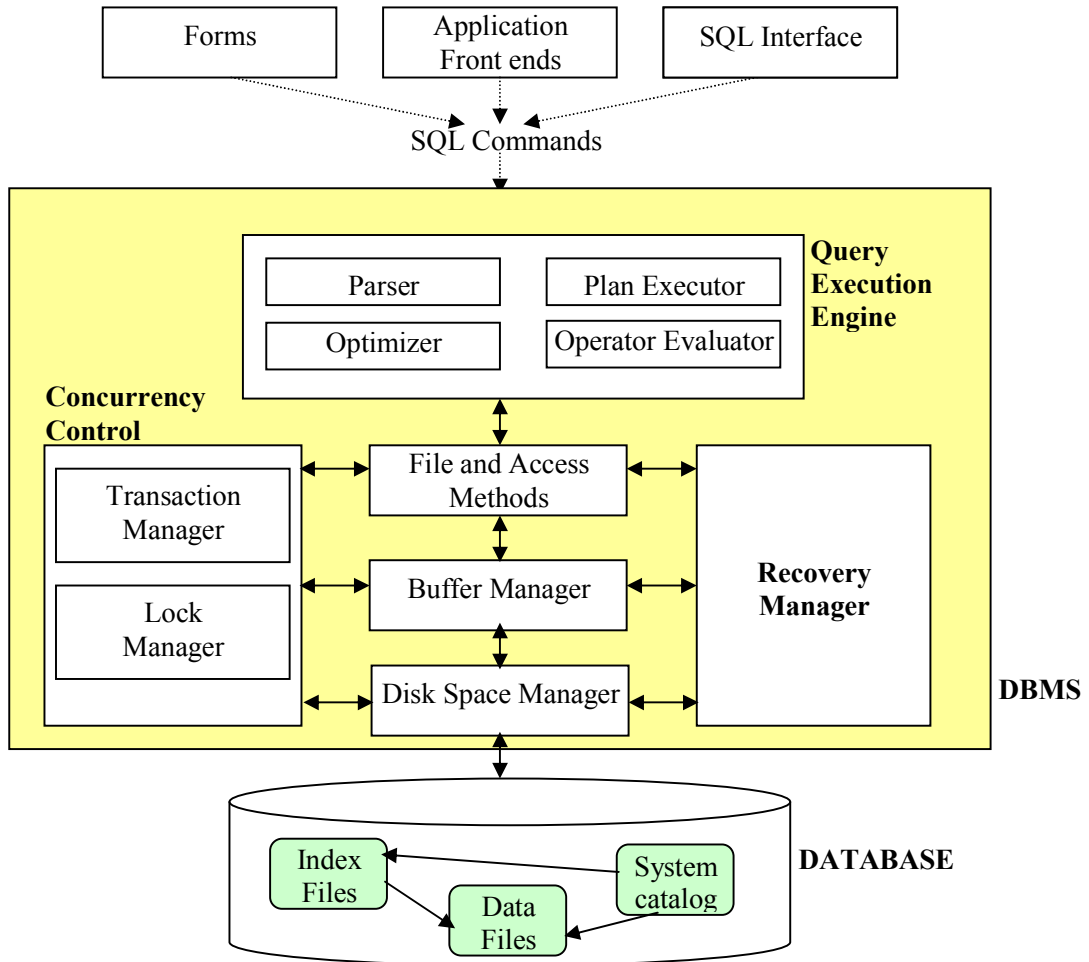 Forms
Application
Front ends
SQL Interface
SQL Commands
Query
Execution
Engine
Parser
Plan Executor
Optimizer
Operator Evaluator
Concurrency
Control
Transaction
Manager
Lock
Manager
File and Access
Methods
Buffer Manager
Disk Space Manager
Recovery
Manager
DBMS
DATABASE
Index
Files
System
catalog
Data
Files